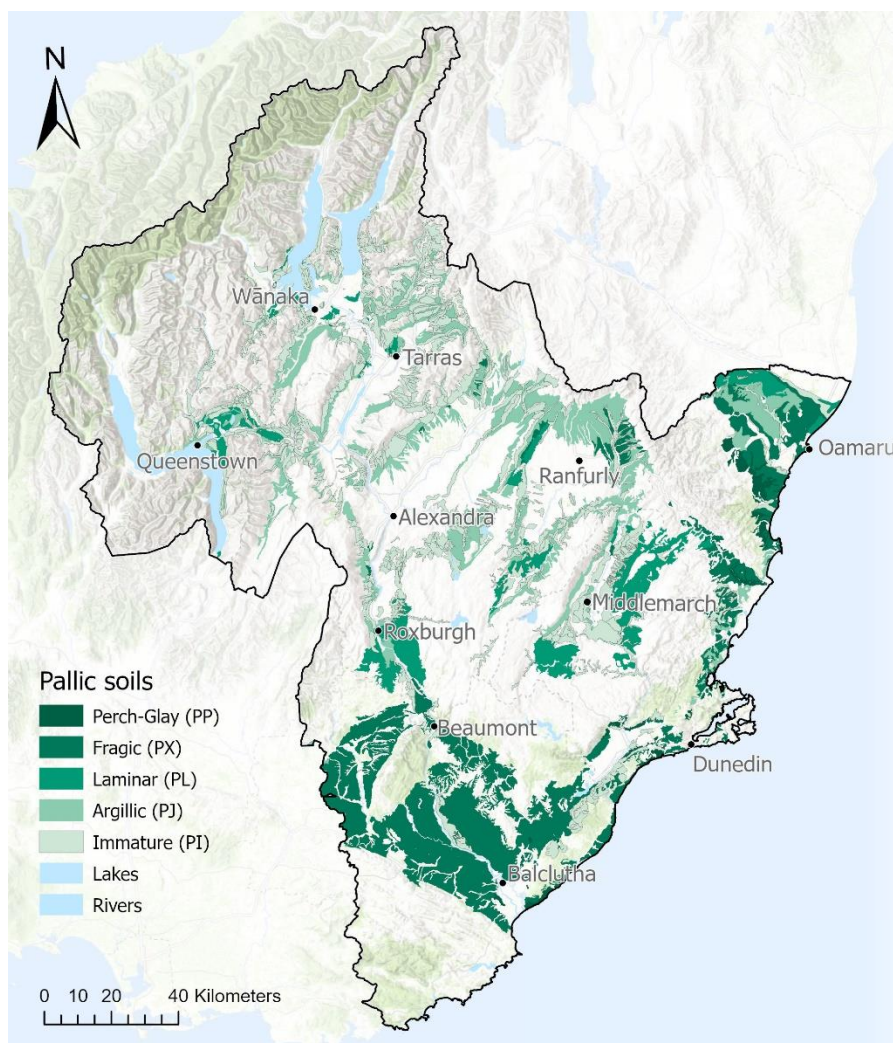 N
Wānaka
Tarras
Queenstown
Oamaru
Ranfurly
Alexandra
Middlemarch
Roxburgh
Beaumont
Dunedin
Balclutha
Pallic soils
Perch-Glay (PP)
Fragic (PX)
Laminar (PL)
Argillic (PJ)
Immature (PI)
Lakes
Rivers
0 10 20 40 Kilometers